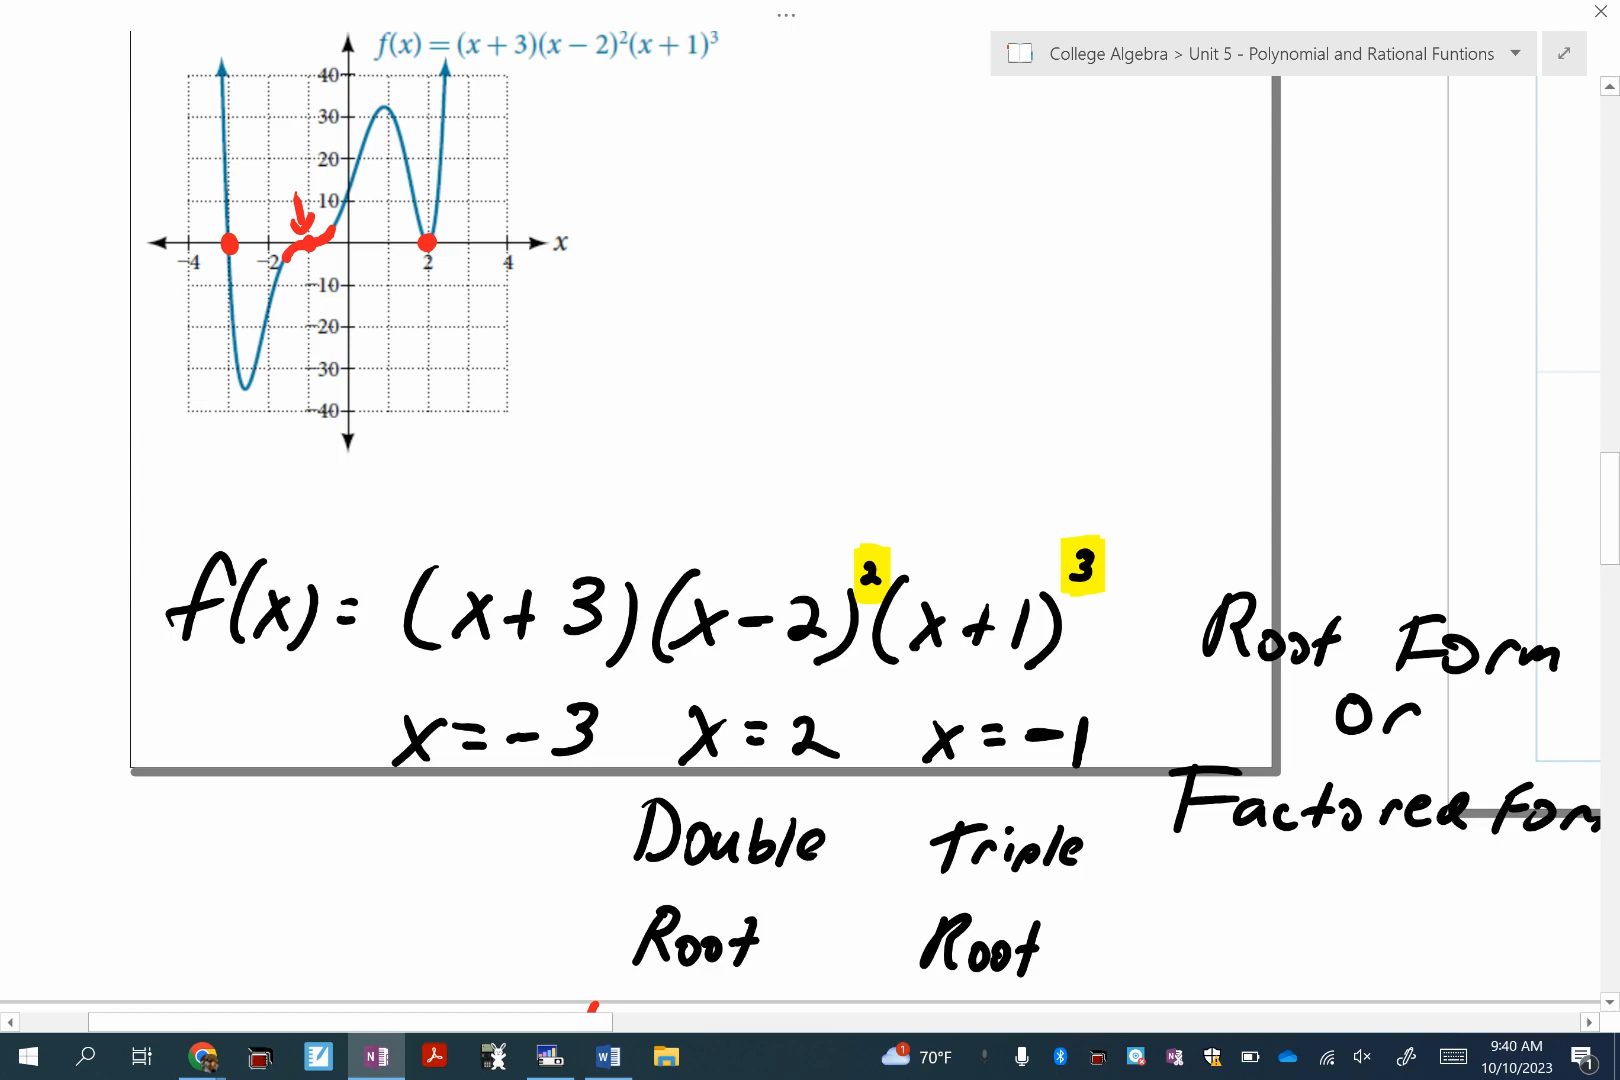 f(x) = (x + 3)(x − 2)²(x + 1)³
College Algebra > Unit 5 - Polynomial and Rational Funtions
40
30
20
10
x
−4
−2
2
4
−10
−20
−30
−40
f(x) = (x+3)(x-2)²(x+1)³
Root Form
or
Factored Form
x=-3 x=2 x=-1
Double Triple
Root Root
1
70°F
9:40 AM
10/10/2023
1